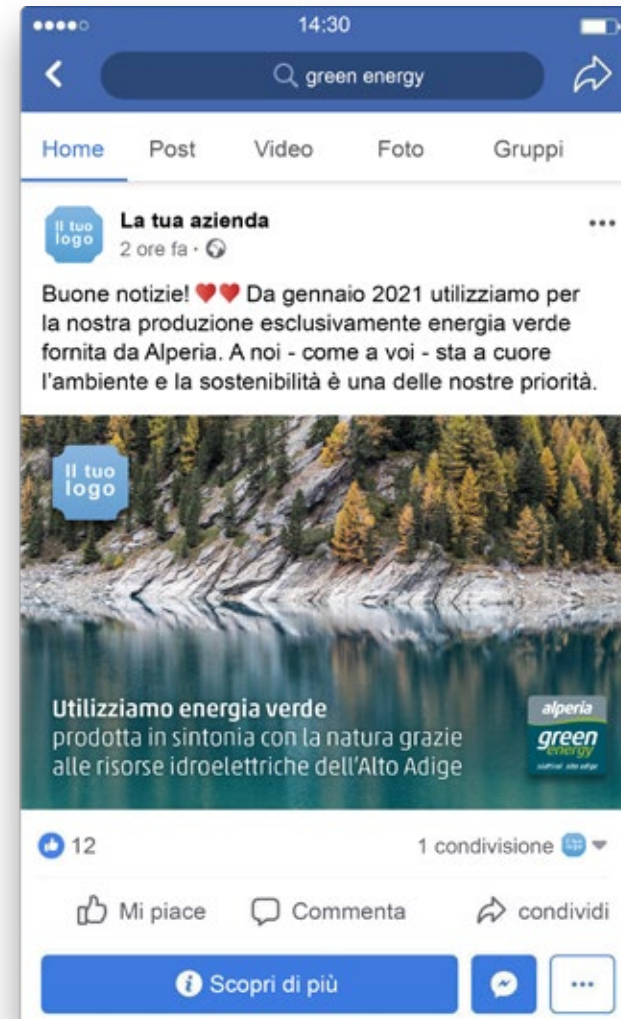 14:30
green energy
Home Post Video Foto Gruppi
Il tuo
logo
La tua azienda
2 ore fa ·
Buone notizie! ♥♥ Da gennaio 2021 utilizziamo per
la nostra produzione esclusivamente energia verde
fornita da Alperia. A noi - come a voi - sta a cuore
l'ambiente e la sostenibilità è una delle nostre priorità.
Il tuo
logo
Utilizziamo energia verde
prodotta in sintonia con la natura grazie
alle risorse idroelettriche dell'Alto Adige
alperia
green
energy
südtirol alto adige
12
1 condivisione
Mi piace Commenta condividi
Scopri di più